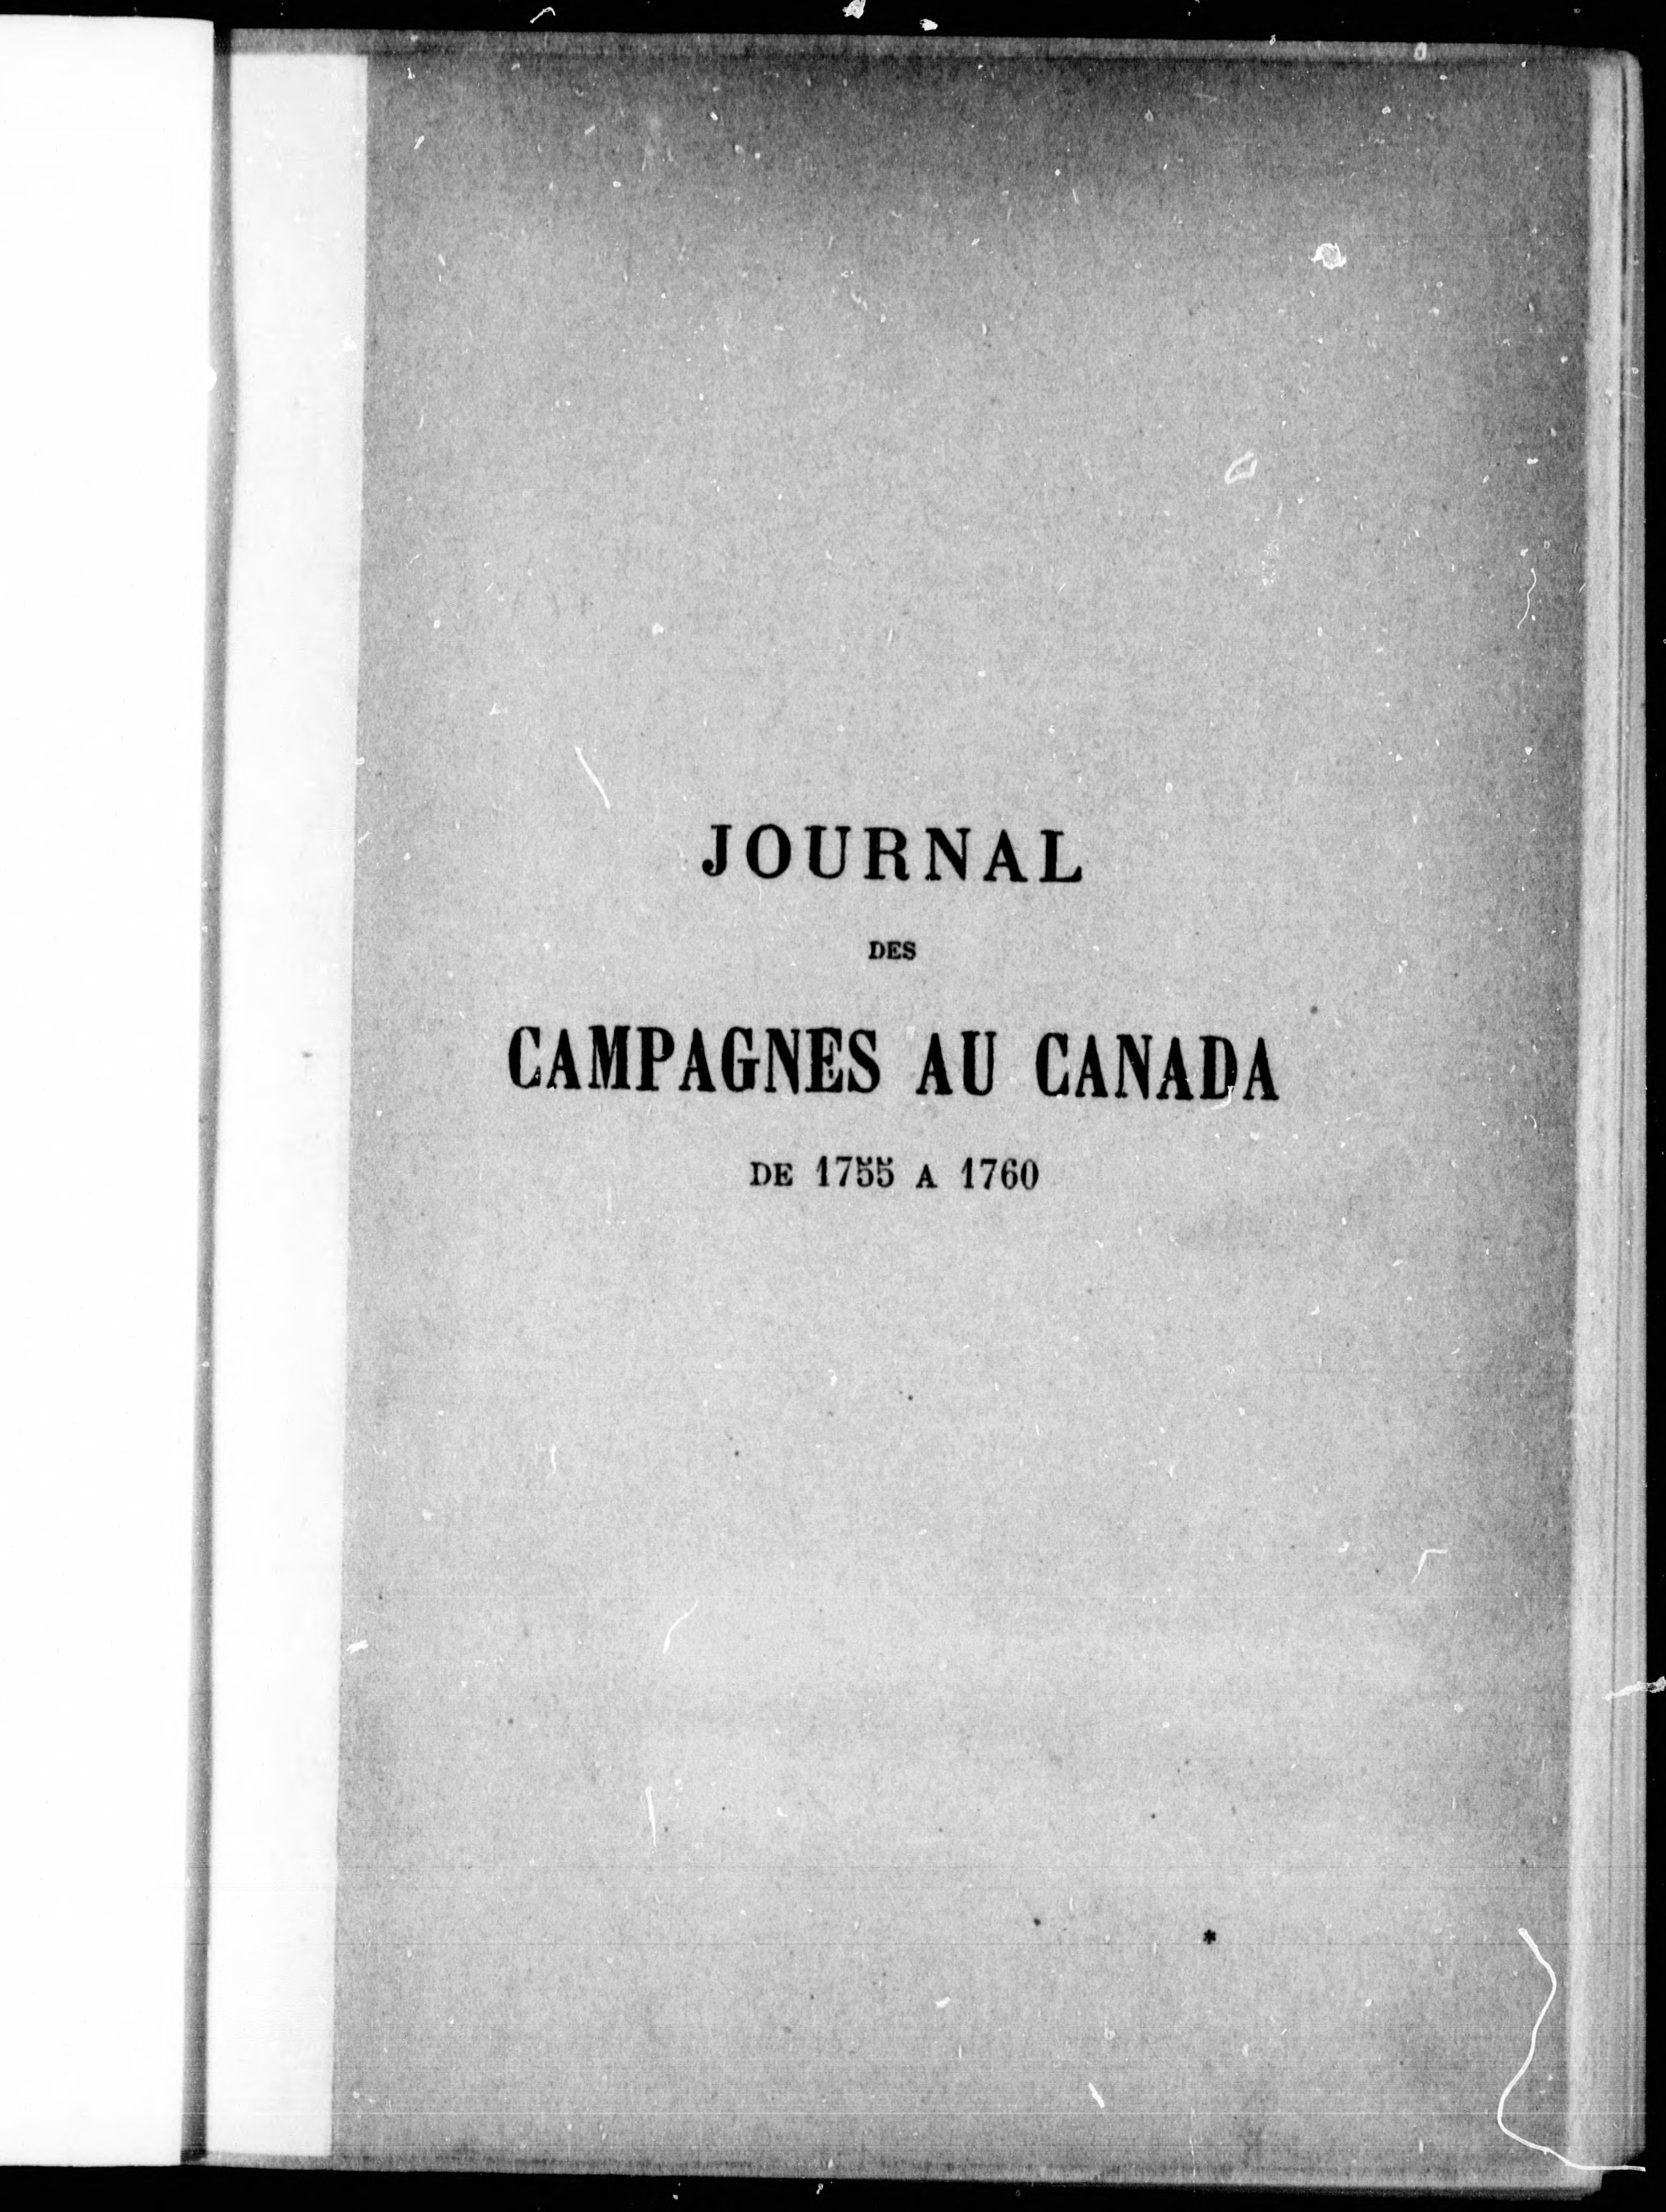 JOURNAL
DES
CAMPAGNES AU CANADA
DE 1755 A 1760
*